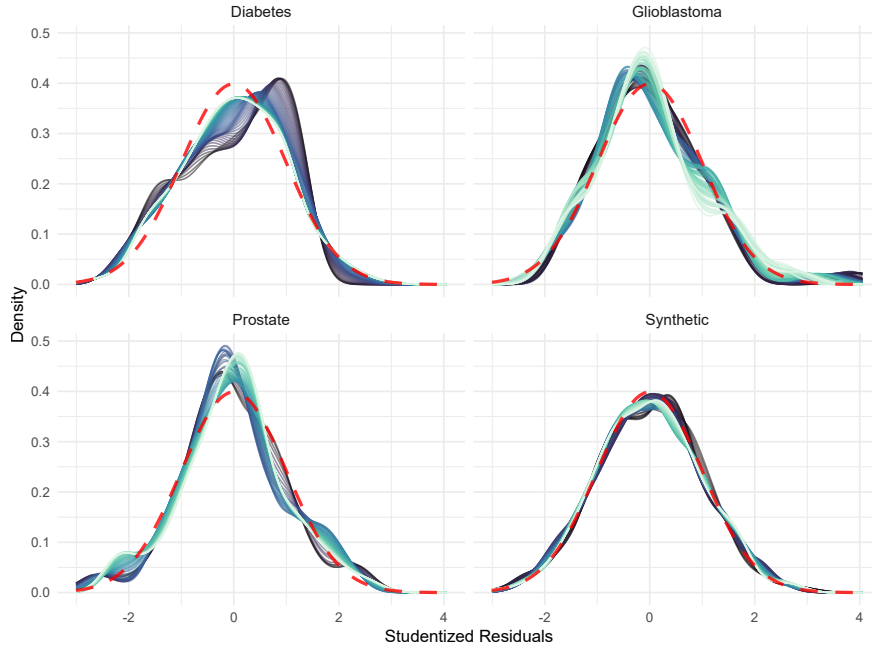 Diabetes Glioblastoma
0.5
0.4
0.3
0.2
0.1
0.0
Density
Prostate Synthetic
0.5
0.4
0.3
0.2
0.1
0.0
-2 0 2 4 -2 0 2 4
Studentized Residuals